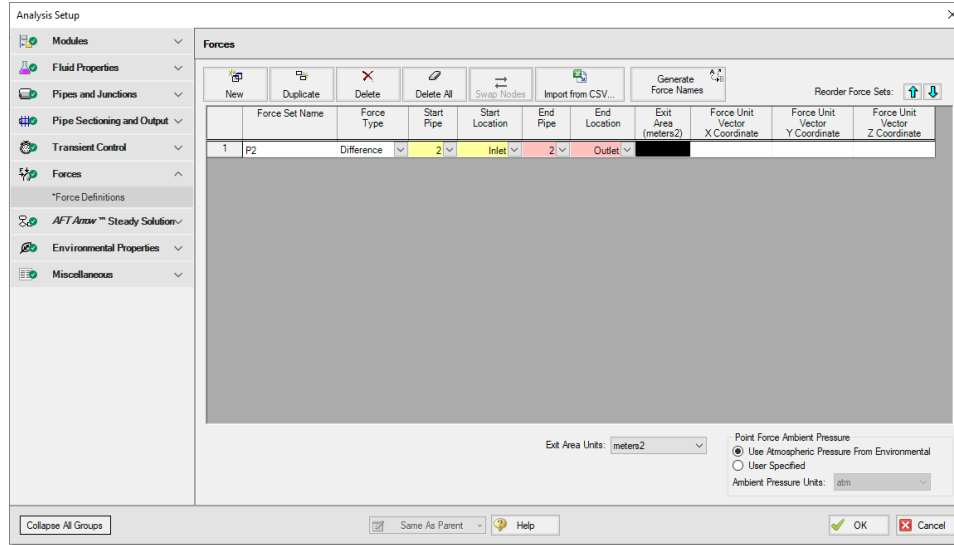 Analysis Setup
Modules
Fluid Properties
Pipes and Junctions
Pipe Sectioning and Output
Transient Control
Forces
*Force Definitions
AFT Arrow ™ Steady Solution
Environmental Properties
Miscellaneous
Forces
New
Duplicate
Delete
Delete All
Swap Nodes
Import from CSV...
Generate
Force Names
Reorder Force Sets:
Force Set Name
Force
Type
Start
Pipe
Start
Location
End
Pipe
End
Location
Exit
Area
(meters2)
Force Unit
Vector
X Coordinate
Force Unit
Vector
Y Coordinate
Force Unit
Vector
Z Coordinate
1 P2 Difference 2 Inlet 2 Outlet
Exit Area Units: meters2
Point Force Ambient Pressure
Use Atmospheric Pressure From Environmental
User Specified
Ambient Pressure Units: atm
Collapse All Groups
Same As Parent
Help
OK
Cancel